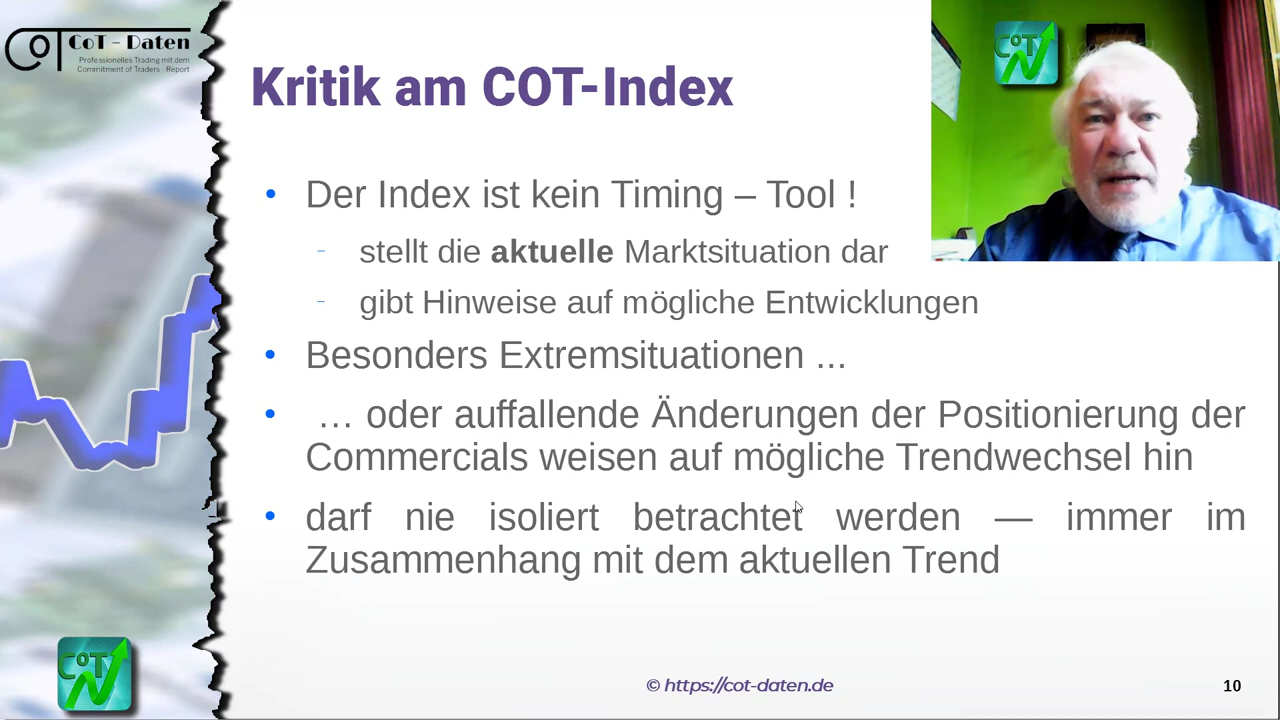 CoT - Daten
Professionelles Trading mit dem
Commitment of Traders - Report
CoT
Kritik am COT-Index
• Der Index ist kein Timing – Tool !
- stellt die aktuelle Marktsituation dar
- gibt Hinweise auf mögliche Entwicklungen
• Besonders Extremsituationen ...
• … oder auffallende Änderungen der Positionierung der
Commercials weisen auf mögliche Trendwechsel hin
• darf nie isoliert betrachtet werden — immer im
Zusammenhang mit dem aktuellen Trend
CoT
© https://cot-daten.de
10